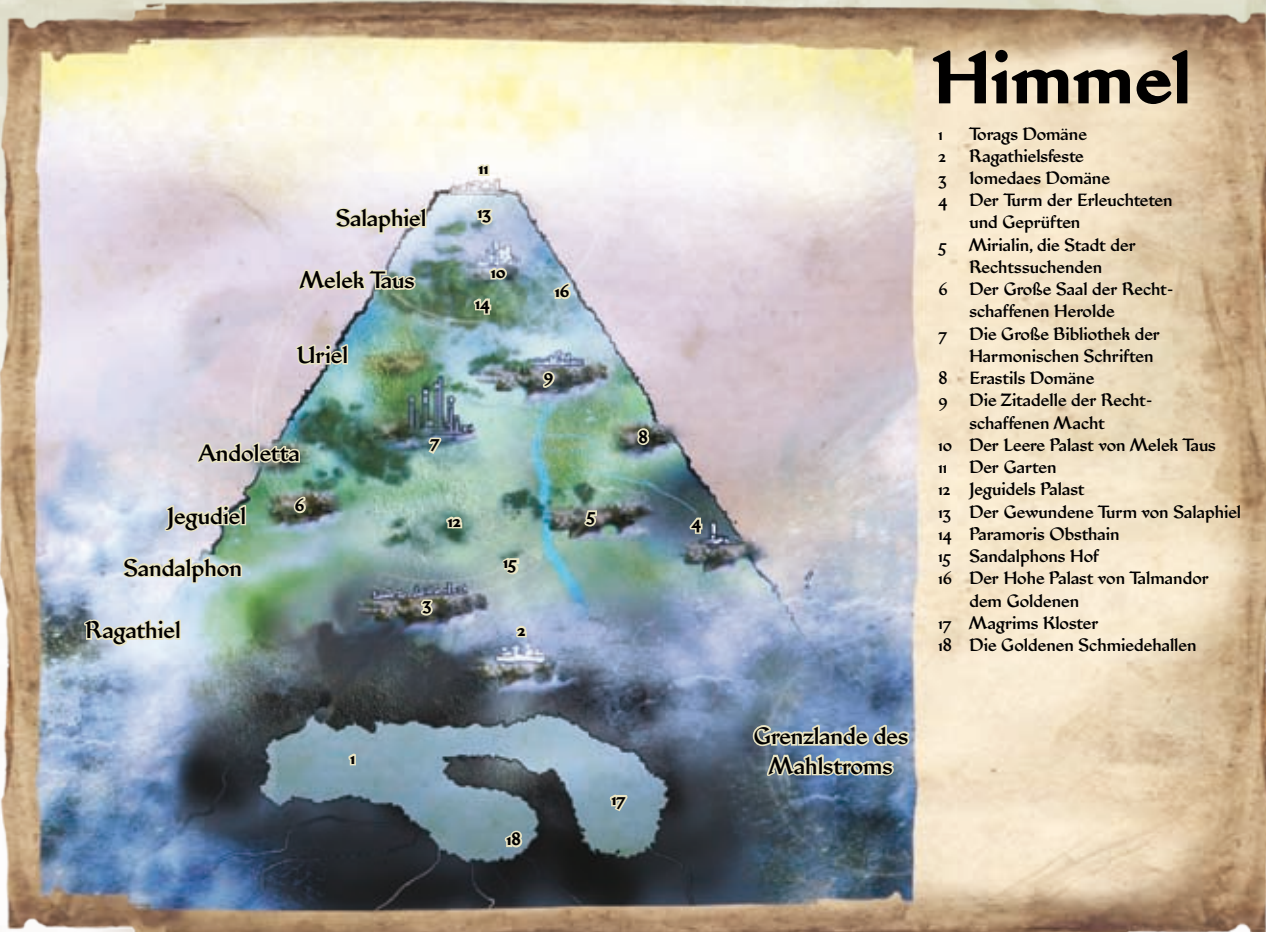 Himmel
1 Torags Domäne
2 Ragathielsfeste
3 Iomedaes Domäne
4 Der Turm der Erleuchteten
und Geprüften
5 Mirialin, die Stadt der
Rechtssuchenden
6 Der Große Saal der Recht-
schaffenen Herolde
7 Die Große Bibliothek der
Harmonischen Schriften
8 Erastils Domäne
9 Die Zitadelle der Recht-
schaffenen Macht
10 Der Leere Palast von Melek Taus
11 Der Garten
12 Jeguidels Palast
13 Der Gewundene Turm von Salaphiel
14 Paramoris Obsthain
15 Sandalphons Hof
16 Der Hohe Palast von Talmandor
dem Goldenen
17 Magrims Kloster
18 Die Goldenen Schmiedehallen
11
Salaphiel
13
10
Melek Taus
16
14
Uriel
9
7
8
Andoletta
6
Jegudiel
12
5
4
Sandalphon
15
3
Ragathiel
2
Grenzlande des
Mahlstroms
1
17
18